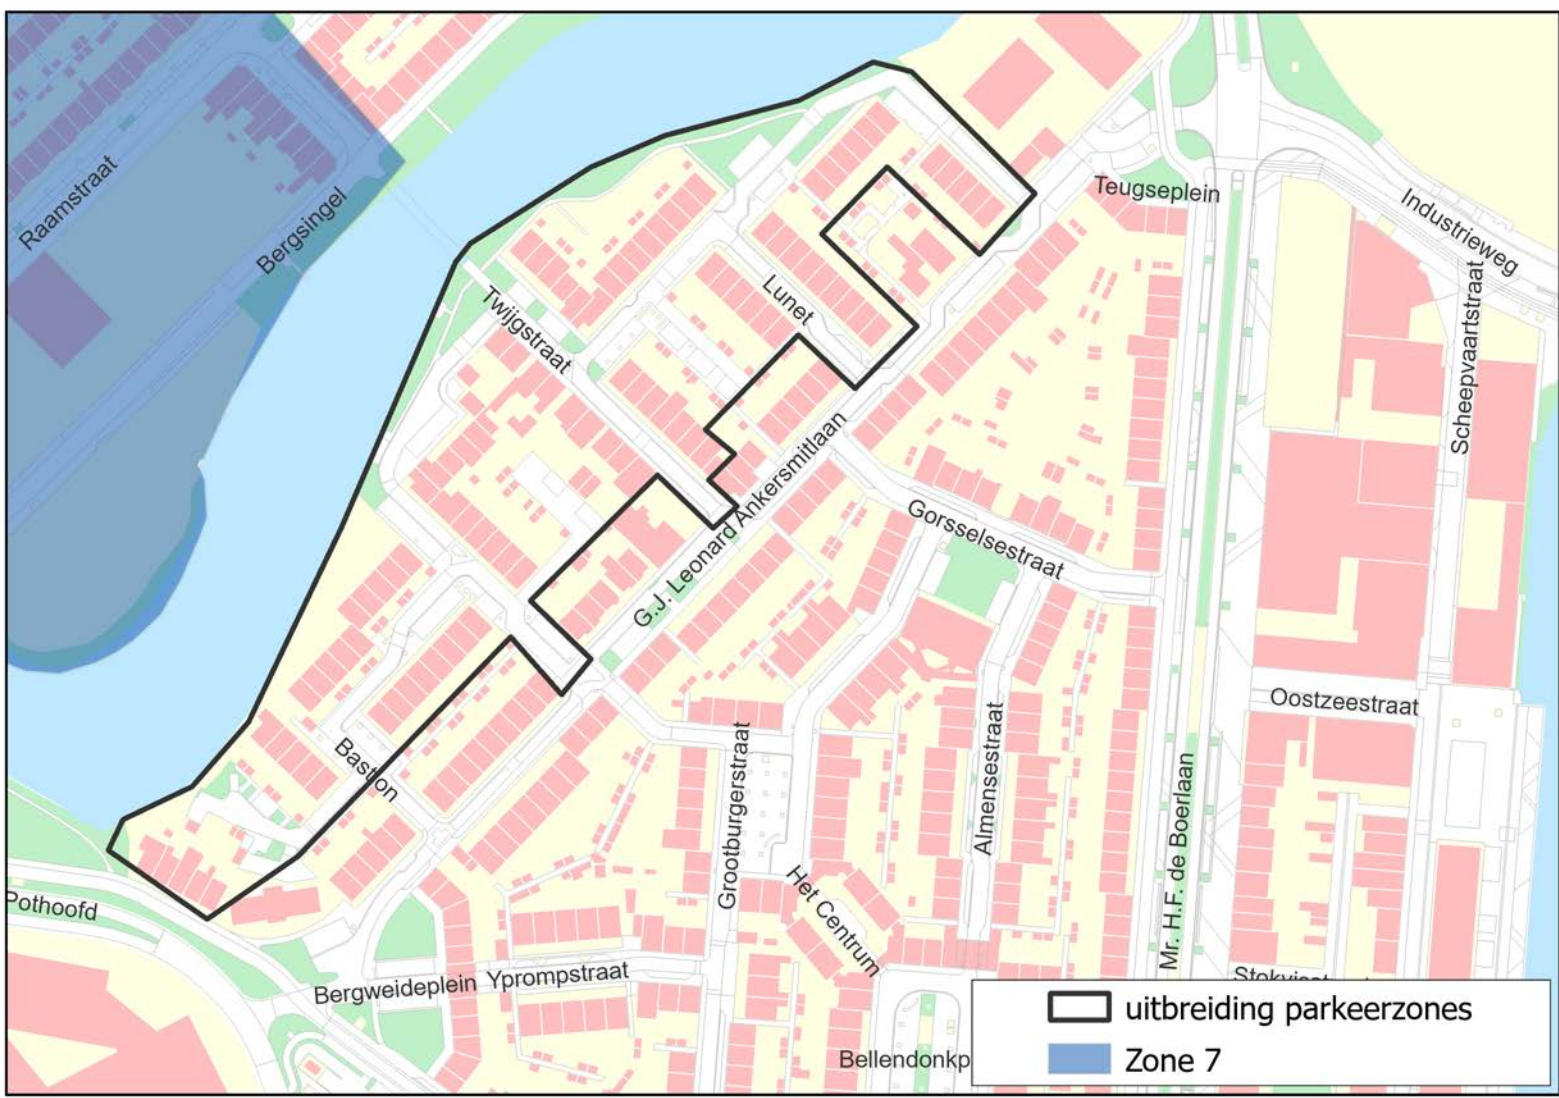 Raamstraat
Bergsingel
Teugseplein
Industrieweg
Scheepvaartstraat
Lunet
Twijgstraat
G.J. Leonard Ankersmitlaan
Gorsselsestraat
Oostzeestraat
Bastion
Grootburgerstraat
Almensestraat
Mr. H.F. de Boerlaan
Het Centrum
Pothoofd
Bergweideplein
Yprompstraat
Bellendonkp
uitbreiding parkeerzones
Zone 7